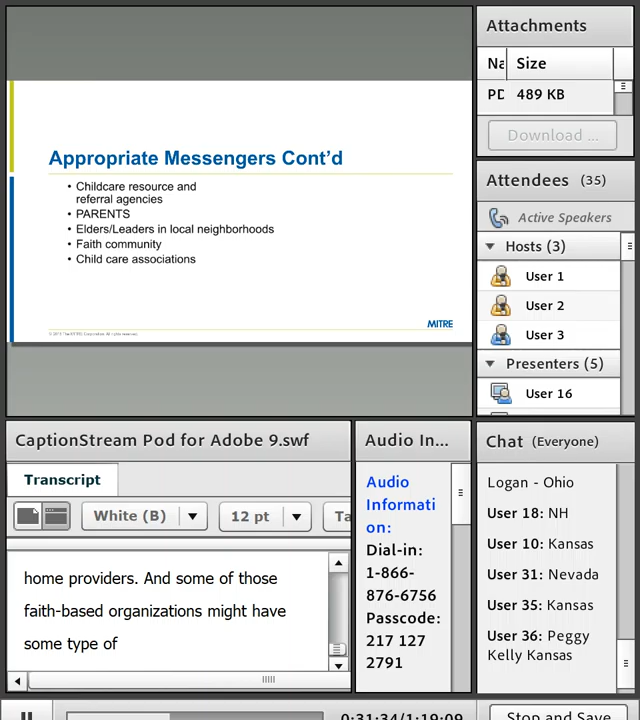 Appropriate Messengers Cont'd
• Childcare resource and
referral agencies
• PARENTS
• Elders/Leaders in local neighborhoods
• Faith community
• Child care associations
MITRE
Attachments
Na Size
PD 489 KB
Download ...
Attendees (35)
Active Speakers
Hosts (3)
User 1
User 2
User 3
Presenters (5)
User 16
CaptionStream Pod for Adobe 9.swf
Transcript
White (B)
12 pt
Ta
home providers. And some of those
faith-based organizations might have
some type of
Audio In...
Audio
Informati
on:
Dial-in:
1-866-
876-6756
Passcode:
217 127
2791
Chat (Everyone)
Logan - Ohio
User 18: NH
User 10: Kansas
User 31: Nevada
User 35: Kansas
User 36: Peggy
Kelly Kansas
0:31:34/1:19:09
Stop and Save